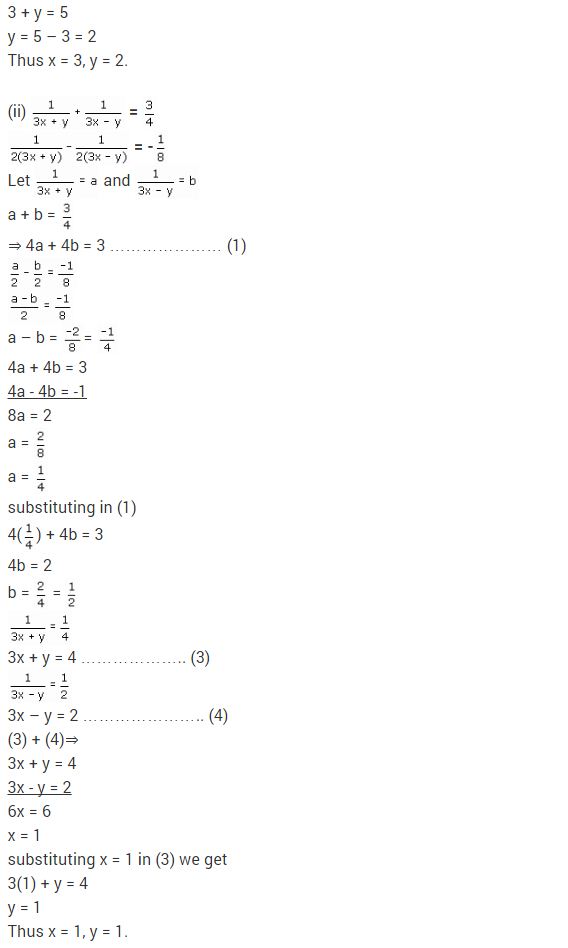 3 + y = 5
y = 5 − 3 = 2
Thus x = 3, y = 2.
(ii) 1/(3x + y) + 1/(3x − y) = 3/4
1/(2(3x + y)) - 1/(2(3x − y)) = - 1/8
Let 1/(3x + y) = a and 1/(3x − y) = b
a + b = 3/4
⇒ 4a + 4b = 3 ………………… (1)
a/2 - b/2 = -1/8
(a - b)/2 = -1/8
a − b = -2/8 = -1/4
4a + 4b = 3
4a - 4b = -1
8a = 2
a = 2/8
a = 1/4
substituting in (1)
4(1/4) + 4b = 3
4b = 2
b = 2/4 = 1/2
1/(3x + y) = 1/4
3x + y = 4 ……………….. (3)
1/(3x − y) = 1/2
3x − y = 2 ………………….. (4)
(3) + (4)⇒
3x + y = 4
3x - y = 2
6x = 6
x = 1
substituting x = 1 in (3) we get
3(1) + y = 4
y = 1
Thus x = 1, y = 1.